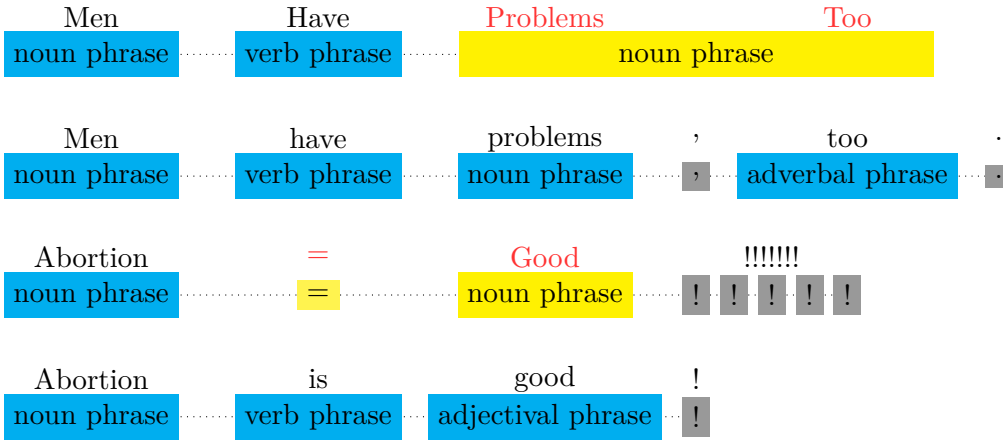 Men Have Problems Too
noun phrase verb phrase noun phrase
Men have problems , too .
noun phrase verb phrase noun phrase , adverbal phrase .
Abortion = Good !!!!!!!
noun phrase = noun phrase ! ! ! ! !
Abortion is good !
noun phrase verb phrase adjectival phrase !